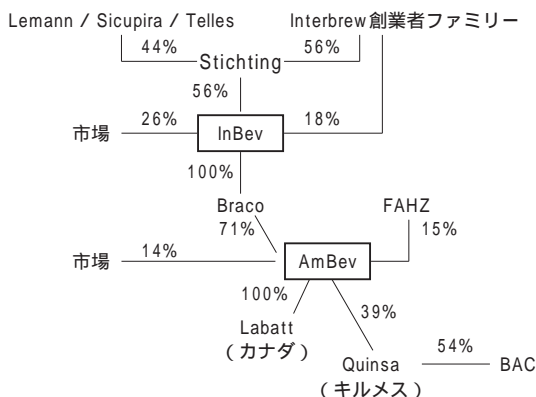 Lemann / Sicupira / Telles Interbrew創業者ファミリー
44% 56%
Stichting
56%
26% 18%
市場 InBev
100%
Braco FAHZ
71% 15%
14%
市場 AmBev
100% 39%
Labatt
（カナダ）
54%
Quinsa BAC
（キルメス）